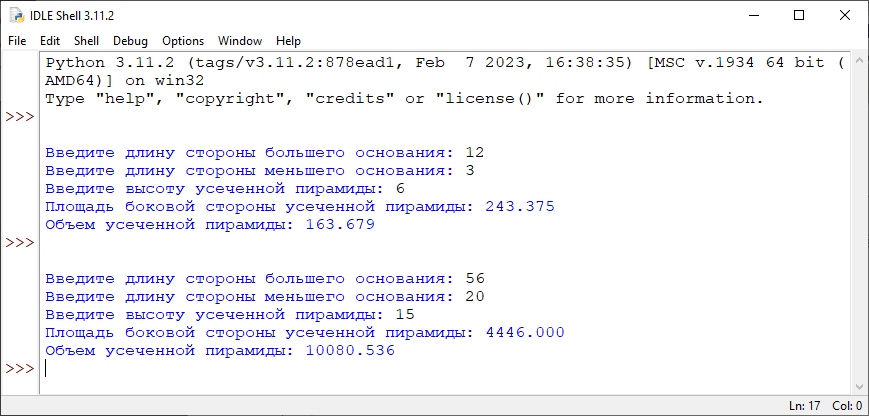 IDLE Shell 3.11.2
File Edit Shell Debug Options Window Help
Python 3.11.2 (tags/v3.11.2:878ead1, Feb  7 2023, 16:38:35) [MSC v.1934 64 bit (
AMD64)] on win32
Type "help", "copyright", "credits" or "license()" for more information.
>>>
Введите длину стороны большего основания: 12
Введите длину стороны меньшего основания: 3
Введите высоту усеченной пирамиды: 6
Площадь боковой стороны усеченной пирамиды: 243.375
Объем усеченной пирамиды: 163.679
>>>
Введите длину стороны большего основания: 56
Введите длину стороны меньшего основания: 20
Введите высоту усеченной пирамиды: 15
Площадь боковой стороны усеченной пирамиды: 4446.000
Объем усеченной пирамиды: 10080.536
>>>
Ln: 17 Col: 0